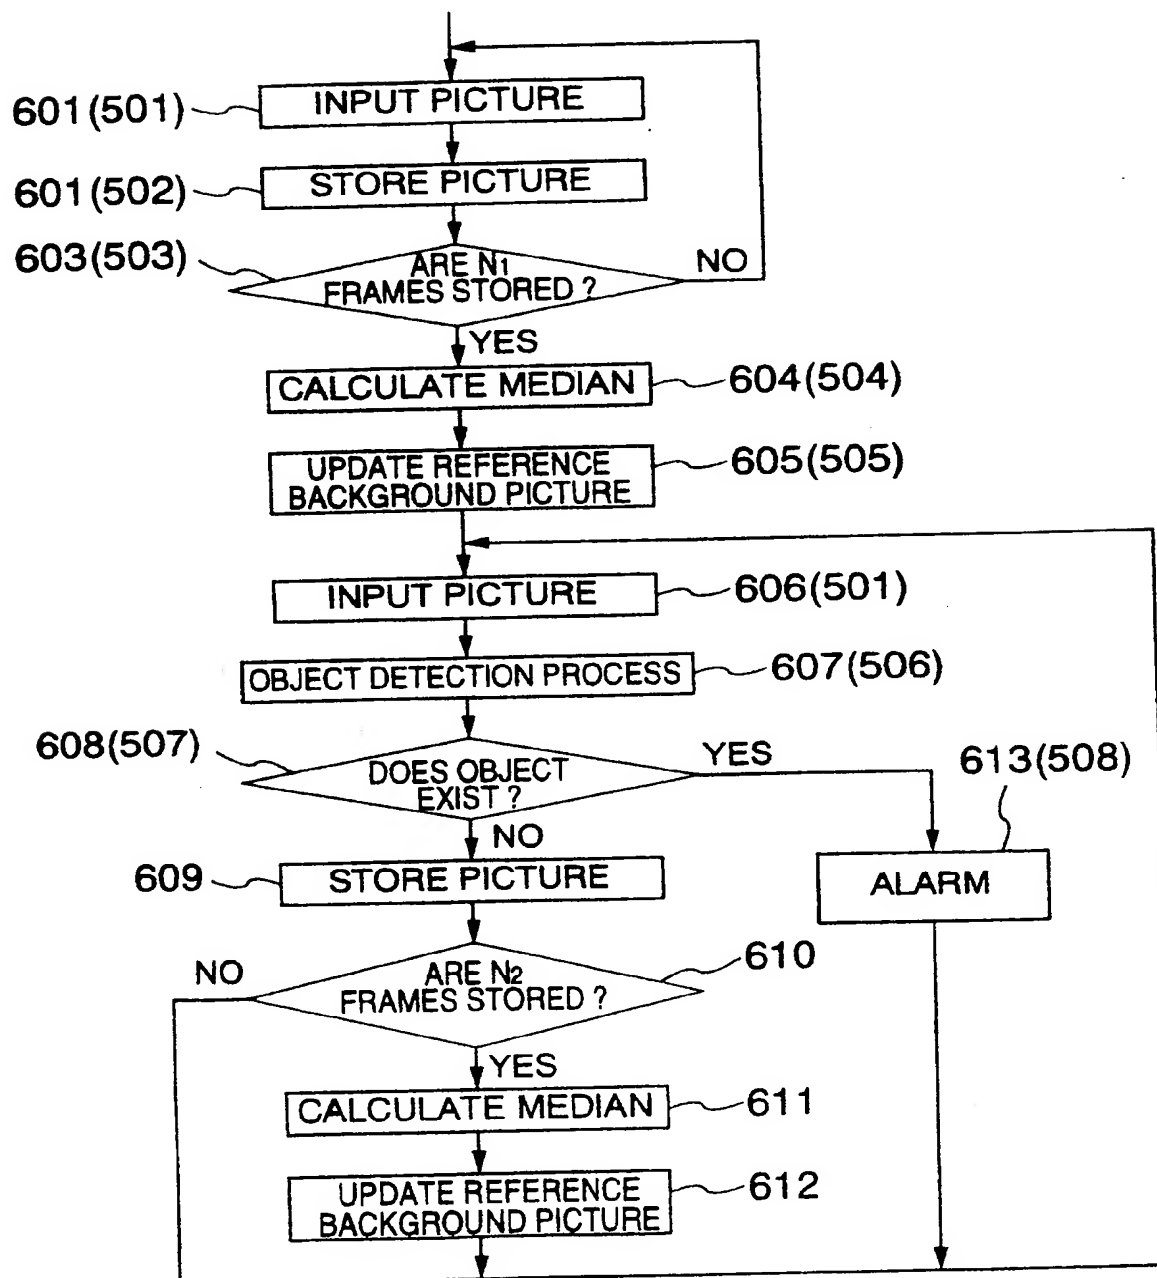 601(501)
INPUT PICTURE
601(502)
STORE PICTURE
603(503)
ARE N1
FRAMES STORED ?
NO
YES
CALCULATE MEDIAN
604(504)
UPDATE REFERENCE
BACKGROUND PICTURE
605(505)
INPUT PICTURE
606(501)
OBJECT DETECTION PROCESS
607(506)
608(507)
DOES OBJECT
EXIST ?
YES
613(508)
NO
609
STORE PICTURE
ALARM
NO
ARE N2
FRAMES STORED ?
610
YES
CALCULATE MEDIAN
611
UPDATE REFERENCE
BACKGROUND PICTURE
612